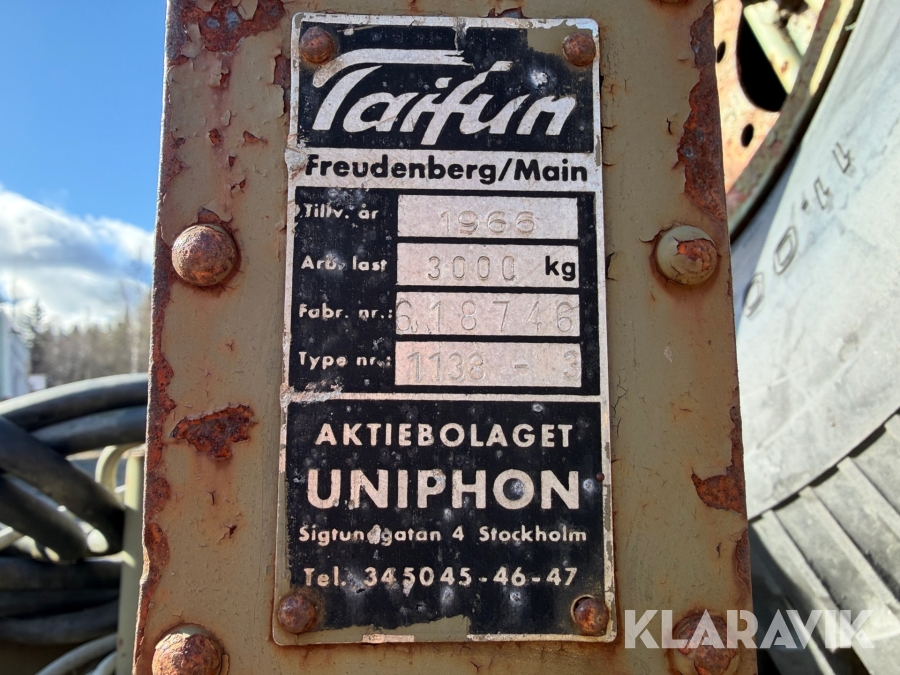 Taifun
Freudenberg/Main
Tillv. år 1966
Arb. last 3000 kg
Fabr. nr.: 618746
Type nr.: 1138 - 3
AKTIEBOLAGET
UNIPHON
Sigtunagatan 4 Stockholm
Tel. 345045-46-47
KLARAVIK